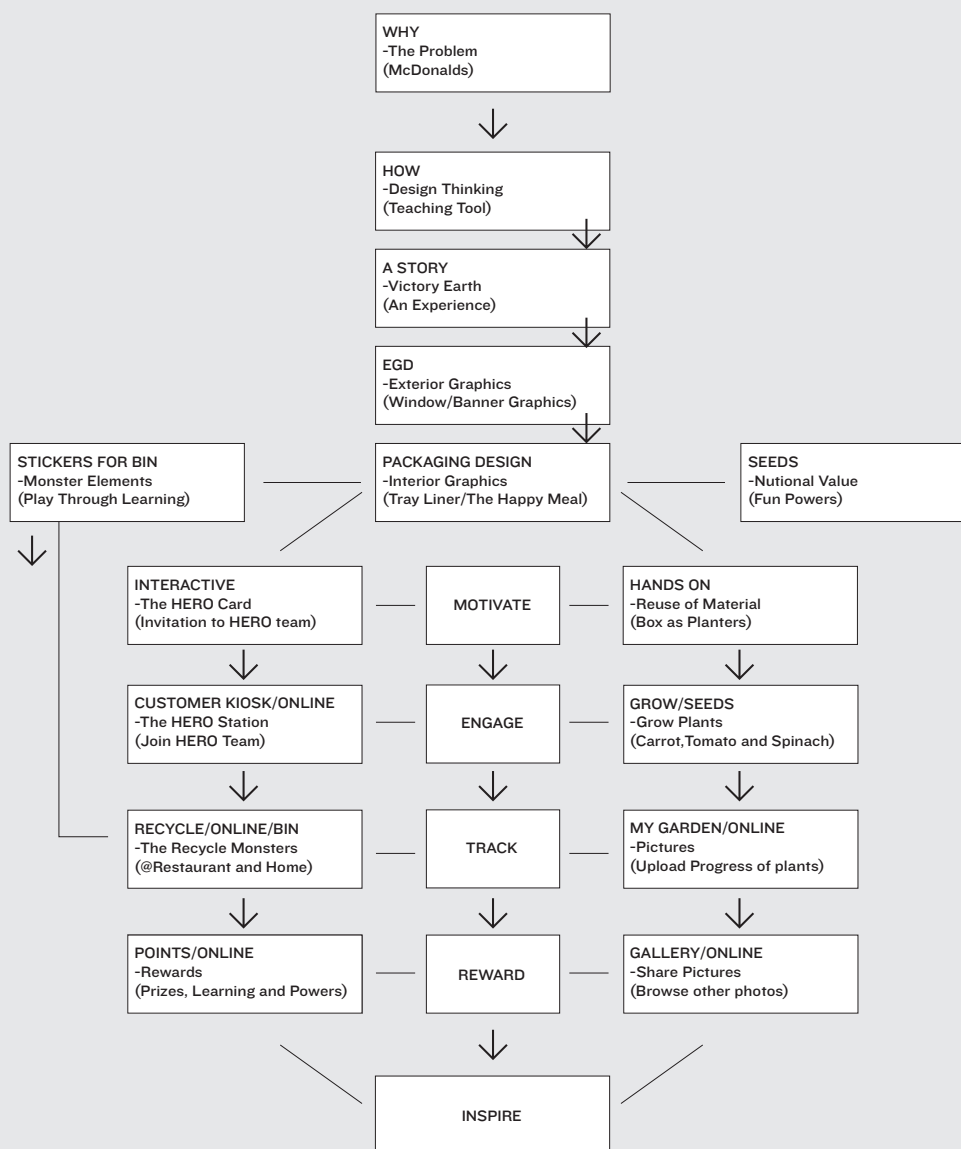 WHY
-The Problem
(McDonalds)
HOW
-Design Thinking
(Teaching Tool)
A STORY
-Victory Earth
(An Experience)
EGD
-Exterior Graphics
(Window/Banner Graphics)
STICKERS FOR BIN
-Monster Elements
(Play Through Learning)
PACKAGING DESIGN
-Interior Graphics
(Tray Liner/The Happy Meal)
SEEDS
-Nutional Value
(Fun Powers)
INTERACTIVE
-The HERO Card
(Invitation to HERO team)
MOTIVATE
HANDS ON
-Reuse of Material
(Box as Planters)
CUSTOMER KIOSK/ONLINE
-The HERO Station
(Join HERO Team)
ENGAGE
GROW/SEEDS
-Grow Plants
(Carrot,Tomato and Spinach)
RECYCLE/ONLINE/BIN
-The Recycle Monsters
(@Restaurant and Home)
TRACK
MY GARDEN/ONLINE
-Pictures
(Upload Progress of plants)
POINTS/ONLINE
-Rewards
(Prizes, Learning and Powers)
REWARD
GALLERY/ONLINE
-Share Pictures
(Browse other photos)
INSPIRE